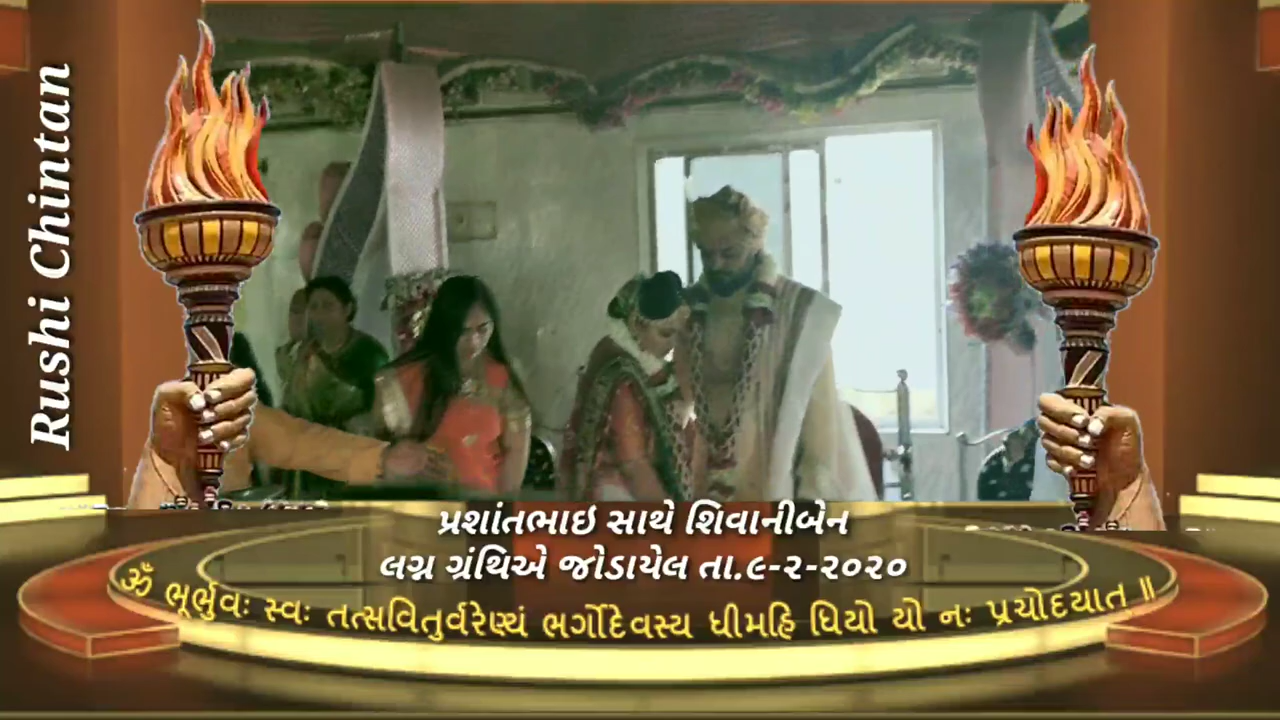 Rushi Chintan
પ્રશાંતભાઇ સાથે શિવાનીબેન
લગ્ન ગ્રંથિએ જોડાયેલ તા.૯-૨-૨૦૨૦
ૐ ભૂર્ભુવઃ સ્વઃ તત્સવિતુર્વરેણ્યં ભર્ગોદેવસ્ય ધીમહિ ધિયો યો નઃ પ્રચોદયાત ॥